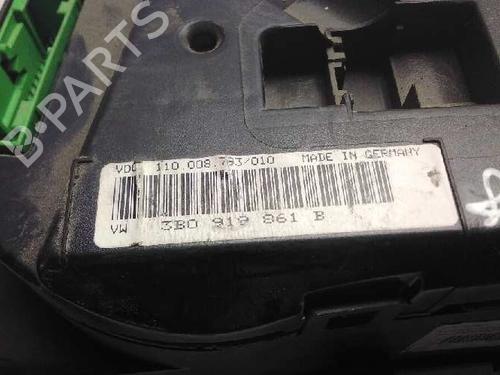 B-PARTS
VDO 110.008.793/010 MADE IN GERMANY
VW 3B0 919 861 B